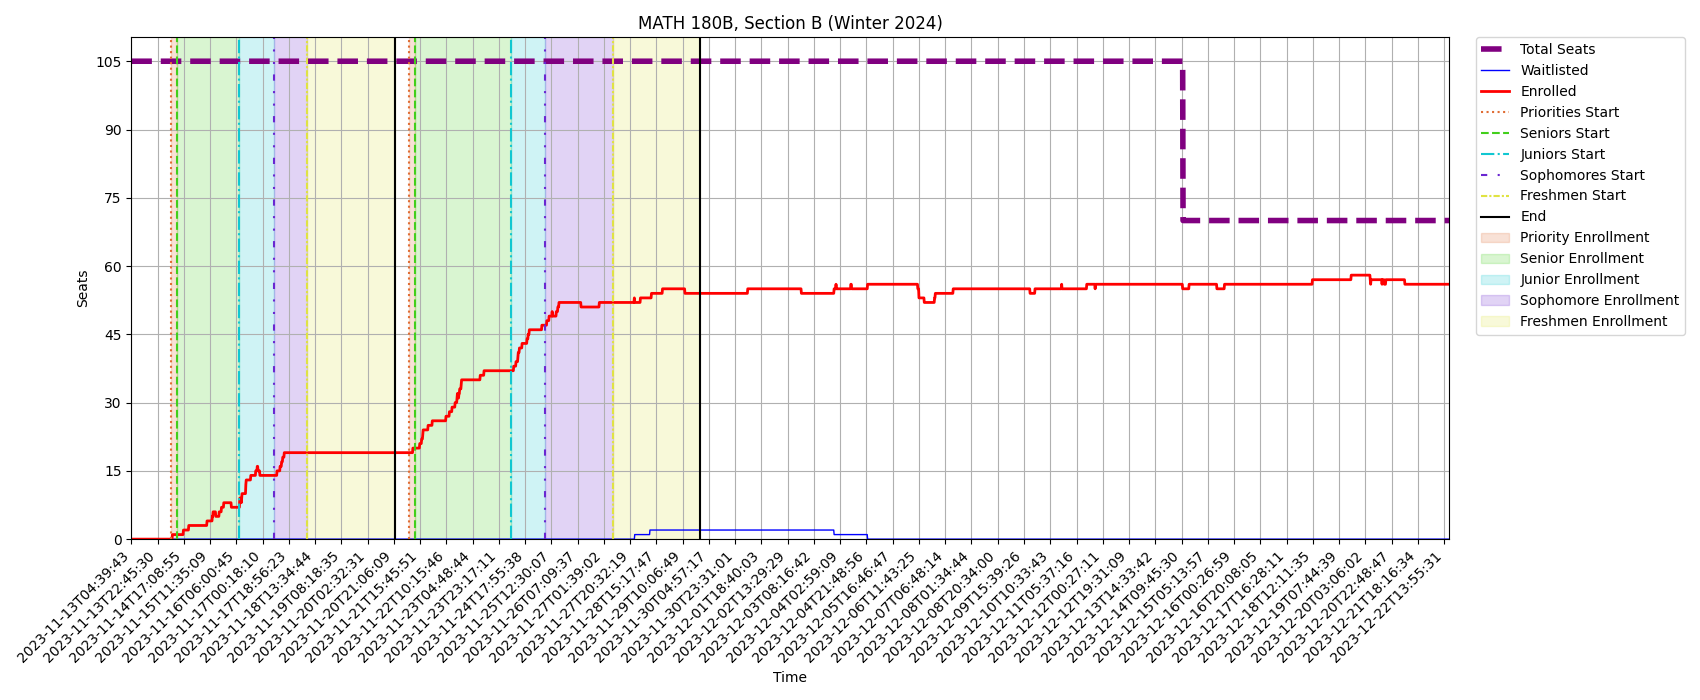 MATH 180B, Section B (Winter 2024)
Seats
105
90
75
60
45
30
15
0
2023-11-13T04:39:43
2023-11-13T22:45:30
2023-11-14T17:08:55
2023-11-15T11:35:09
2023-11-16T06:00:45
2023-11-17T00:18:10
2023-11-17T18:56:23
2023-11-18T13:34:44
2023-11-19T08:18:35
2023-11-20T02:32:31
2023-11-20T21:06:09
2023-11-21T15:45:51
2023-11-22T10:15:46
2023-11-23T04:48:44
2023-11-23T23:17:11
2023-11-24T17:55:38
2023-11-25T12:30:07
2023-11-26T07:09:37
2023-11-27T01:39:02
2023-11-27T20:32:19
2023-11-28T15:17:47
2023-11-29T10:06:49
2023-11-30T04:57:17
2023-11-30T23:31:01
2023-12-01T18:40:03
2023-12-02T13:29:29
2023-12-03T08:16:42
2023-12-04T02:59:09
2023-12-04T21:48:56
2023-12-05T16:46:47
2023-12-06T11:43:25
2023-12-07T06:48:14
2023-12-08T01:34:44
2023-12-08T20:34:00
2023-12-09T15:39:26
2023-12-10T10:33:43
2023-12-11T05:37:16
2023-12-12T00:27:11
2023-12-12T19:31:09
2023-12-13T14:33:42
2023-12-14T09:45:30
2023-12-15T05:13:57
2023-12-16T00:26:59
2023-12-16T20:08:05
2023-12-17T16:28:11
2023-12-18T12:11:35
2023-12-19T07:44:39
2023-12-20T03:06:02
2023-12-20T22:48:47
2023-12-21T18:16:34
2023-12-22T13:55:31
Time
Total Seats
Waitlisted
Enrolled
Priorities Start
Seniors Start
Juniors Start
Sophomores Start
Freshmen Start
End
Priority Enrollment
Senior Enrollment
Junior Enrollment
Sophomore Enrollment
Freshmen Enrollment